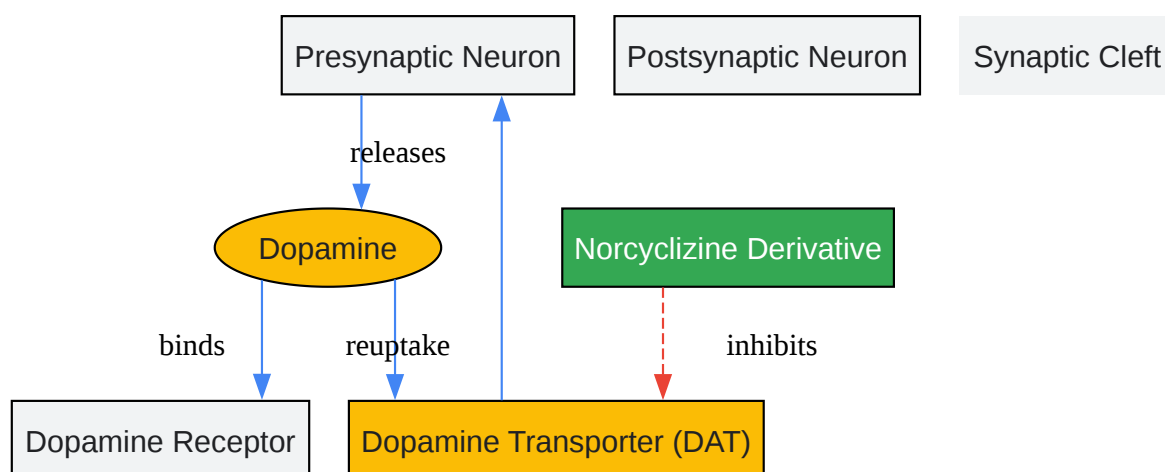 Presynaptic Neuron
Postsynaptic Neuron
Synaptic Cleft
releases
Dopamine
Norcyclizine Derivative
binds
reuptake
inhibits
Dopamine Receptor
Dopamine Transporter (DAT)